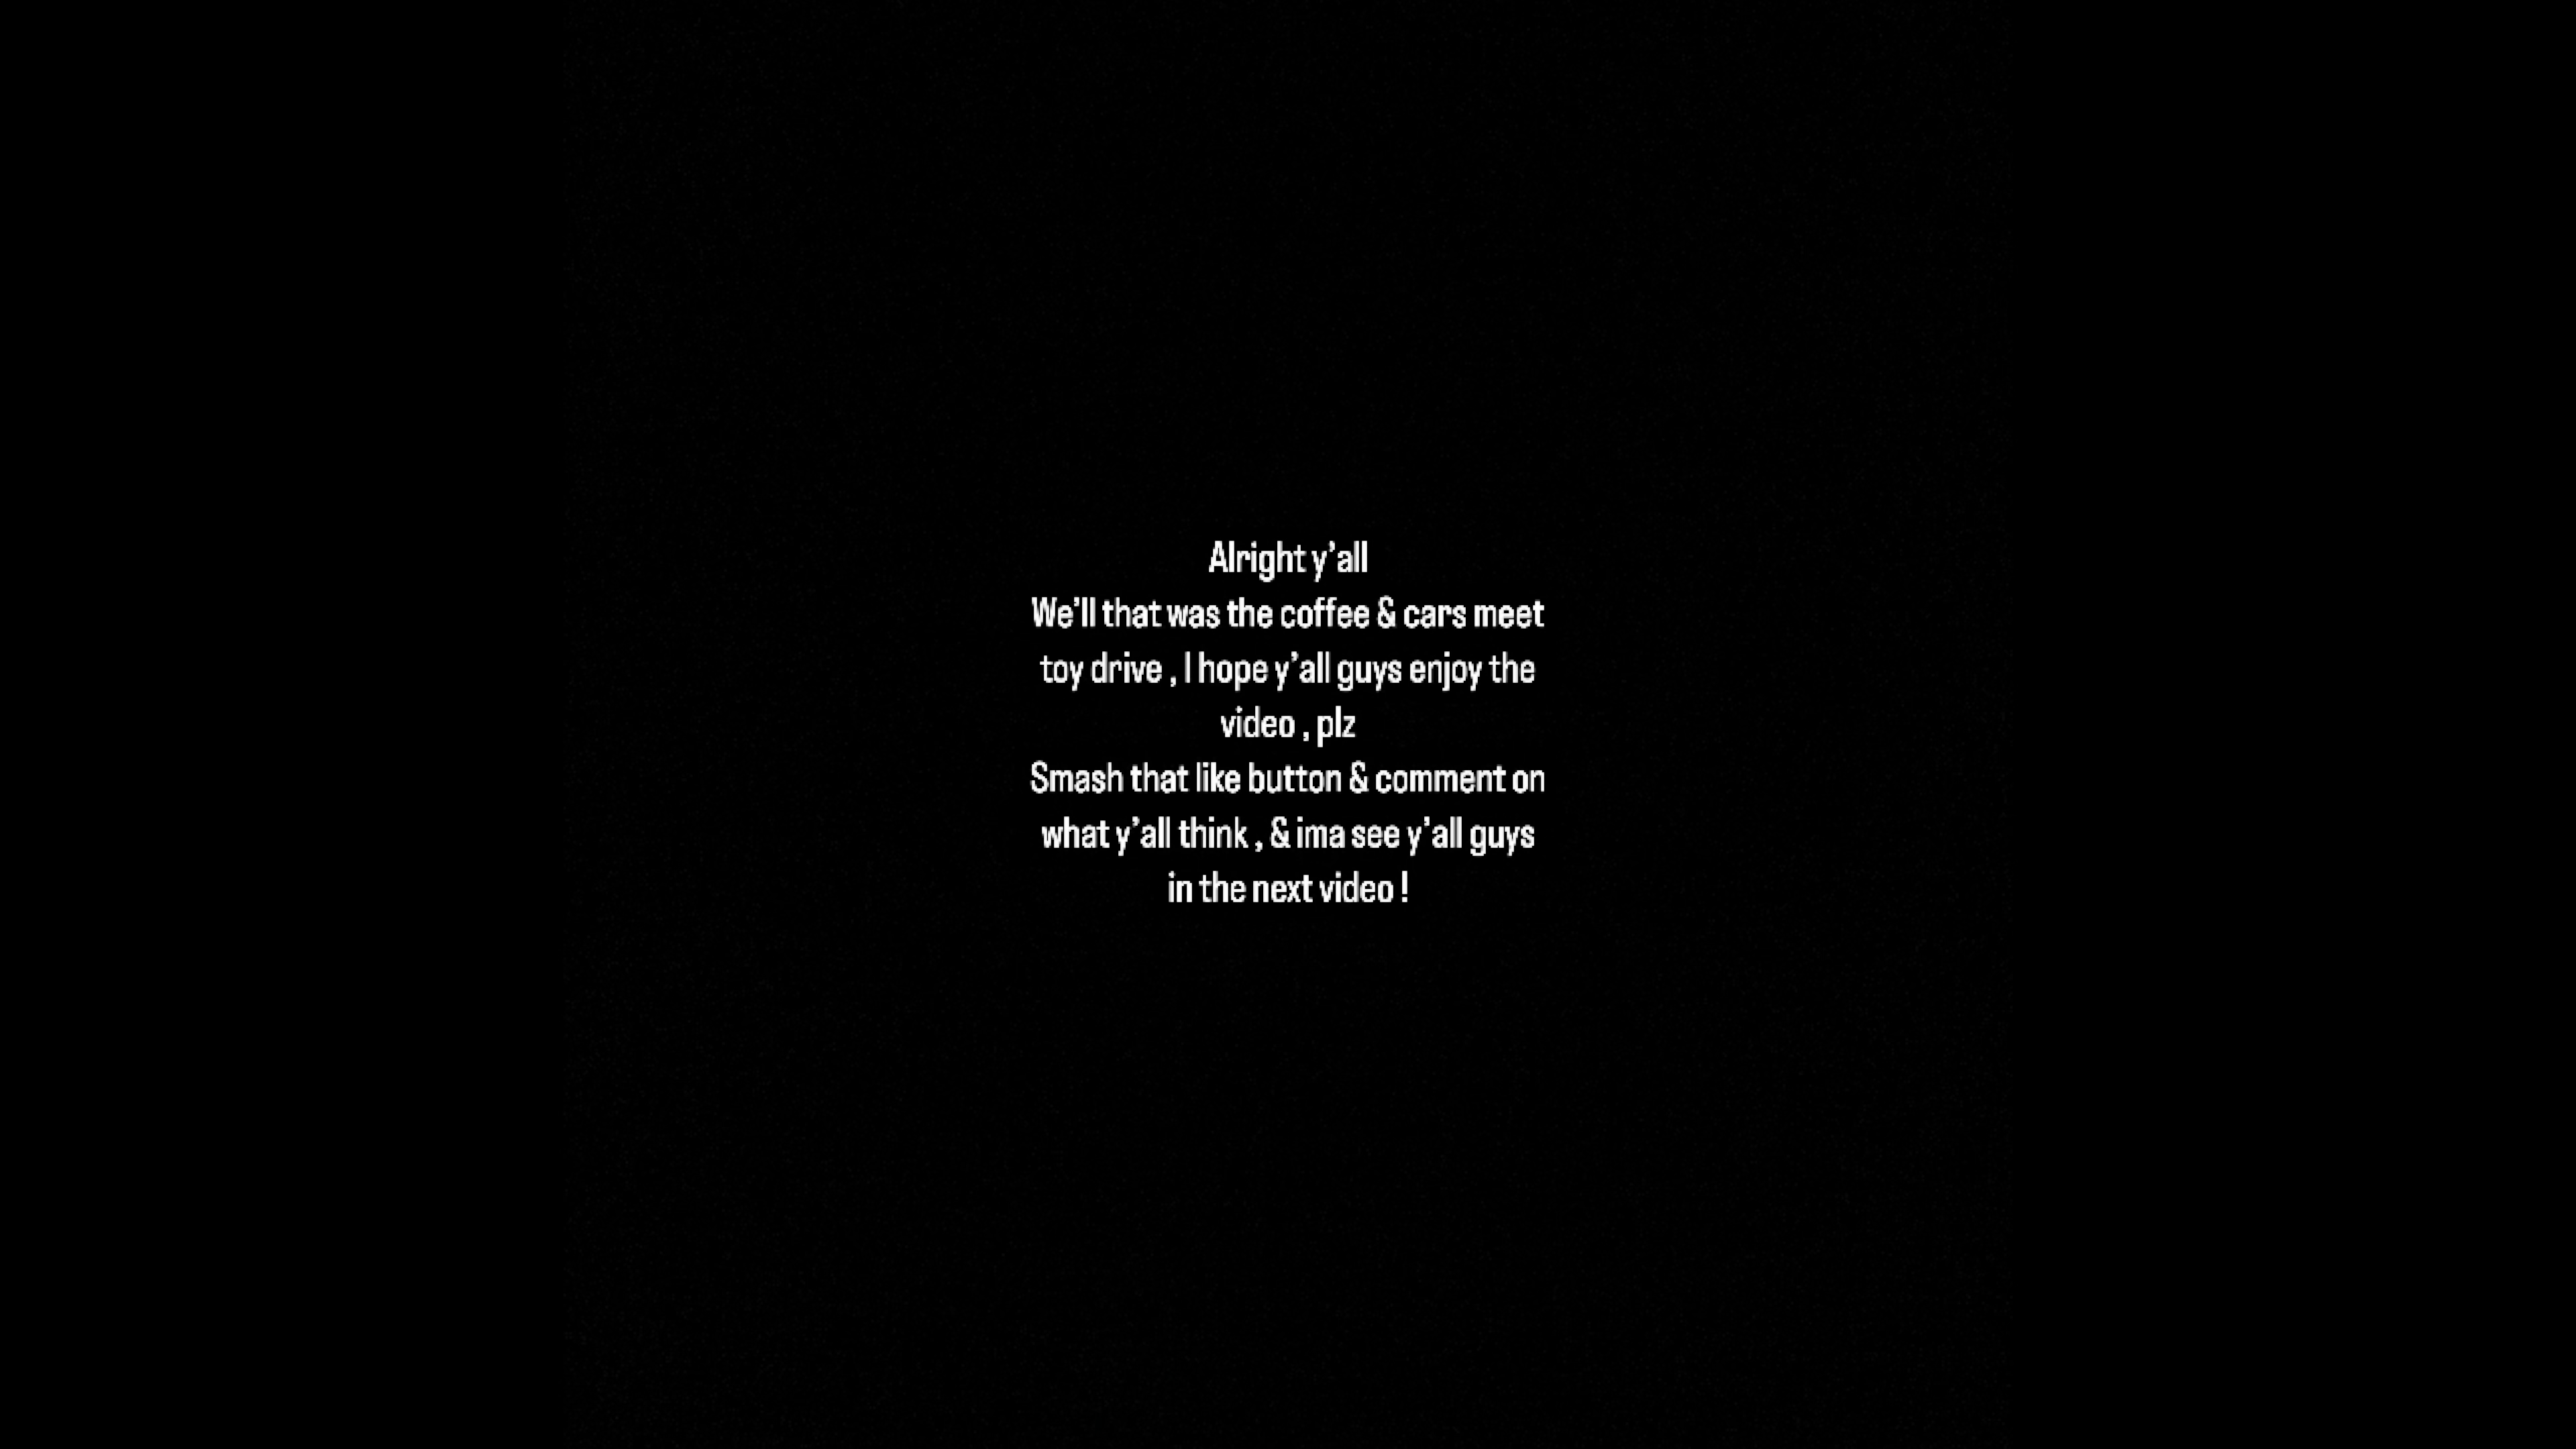 Alright y’all
We’ll that was the coffee & cars meet
toy drive , I hope y’all guys enjoy the
video , plz
Smash that like button & comment on
what y’all think , & ima see y’all guys
in the next video !